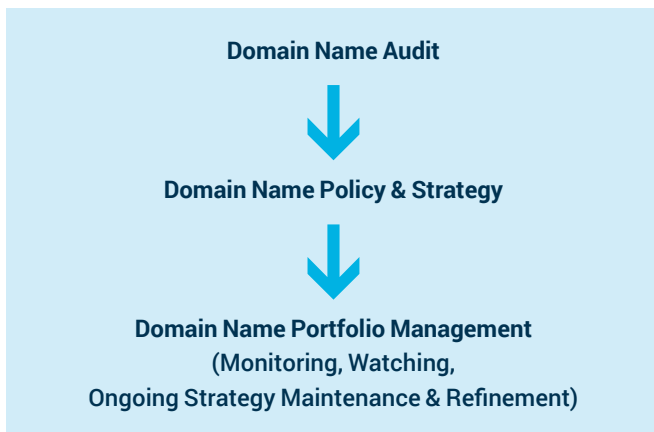 Domain Name Audit
Domain Name Policy & Strategy
Domain Name Portfolio Management
(Monitoring, Watching,
Ongoing Strategy Maintenance & Refinement)